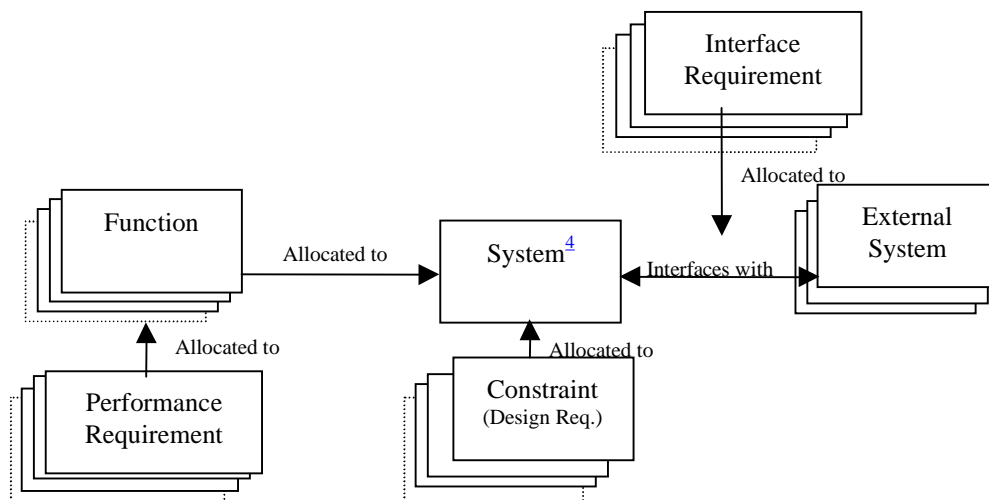 Interface
Requirement
Allocated to
Function
External
System
System4
Allocated to
Interfaces with
Allocated to
Allocated to
Performance
Requirement
Constraint
(Design Req.)